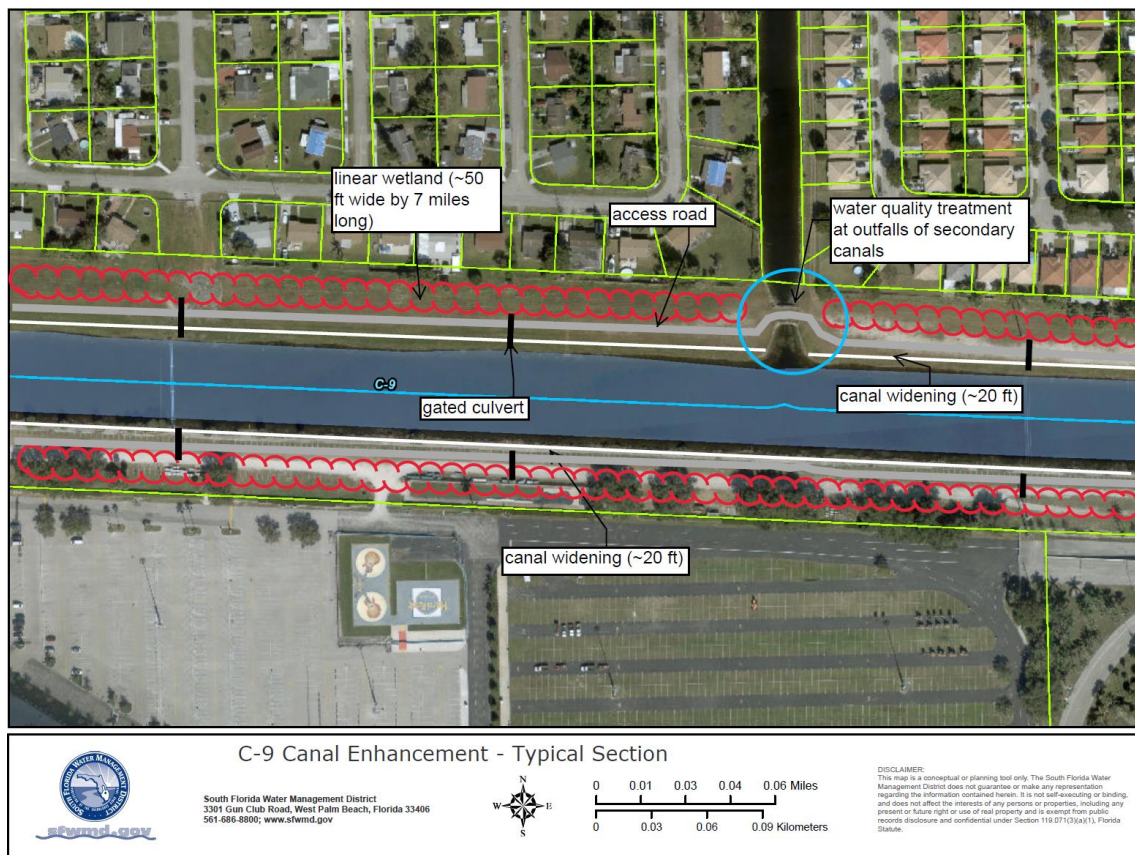 linear wetland (~50
ft wide by 7 miles
long)
access road
water quality treatment
at outfalls of secondary
canals
C-9
gated culvert
canal widening (~20 ft)
canal widening (~20 ft)
C-9 Canal Enhancement - Typical Section
SOUTH FLORIDA WATER MANAGEMENT DISTRICT
sfwmd.gov
South Florida Water Management District
3301 Gun Club Road, West Palm Beach, Florida 33406
561-686-8800; www.sfwmd.gov
N
W E
S
0 0.01 0.03 0.04 0.06 Miles
0 0.03 0.06 0.09 Kilometers
DISCLAIMER:
This map is a conceptual or planning tool only. The South Florida Water
Management District does not guarantee or make any representation
regarding the information contained herein. It is not self-executing or binding,
and does not affect the interests of any persons or properties, including any
present or future right or use of real property and is exempt from public
records disclosure and confidential under Section 119.071(3)(a)(1), Florida
Statute.